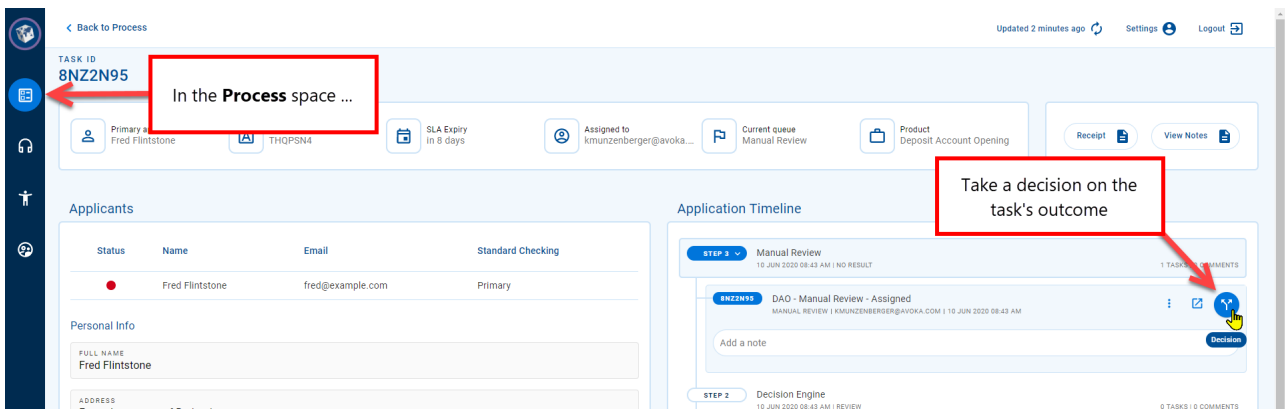 Back to Process
Updated 2 minutes ago
Settings
Logout
TASK ID
8NZ2N95
In the Process space ...
Primary
Fred Flintstone
THQPSN4
SLA Expiry
in 8 days
Assigned to
kmunzenberger@avoka....
Current queue
Manual Review
Product
Deposit Account Opening
Receipt
View Notes
Take a decision on the
task's outcome
Applicants
Status Name Email Standard Checking
Fred Flintstone fred@example.com Primary
Personal Info
FULL NAME
Fred Flintstone
ADDRESS
Application Timeline
STEP 3 Manual Review
10 JUN 2020 08:43 AM | NO RESULT
1 TASKS 0 COMMENTS
8NZ2N95 DAO - Manual Review - Assigned
MANUAL REVIEW | KMUNZENBERGER@AVOKA.COM | 10 JUN 2020 08:43 AM
Add a note
Decision
STEP 2 Decision Engine
10 JUN 2020 08:43 AM | REVIEW
0 TASKS | 0 COMMENTS